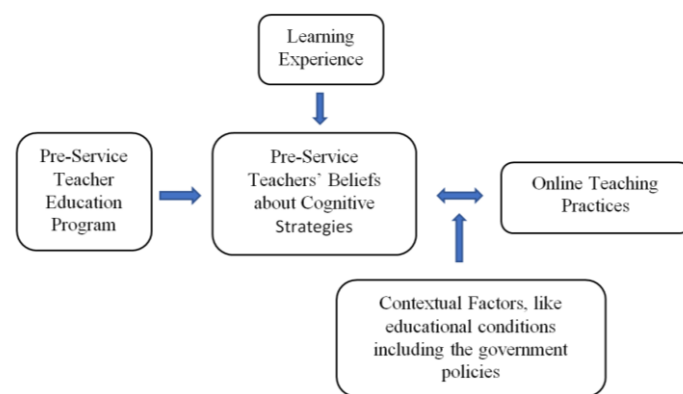 Learning
Experience
Pre-Service
Teacher
Education
Program
Pre-Service
Teachers' Beliefs
about Cognitive
Strategies
Online Teaching
Practices
Contextual Factors, like
educational conditions
including the government
policies